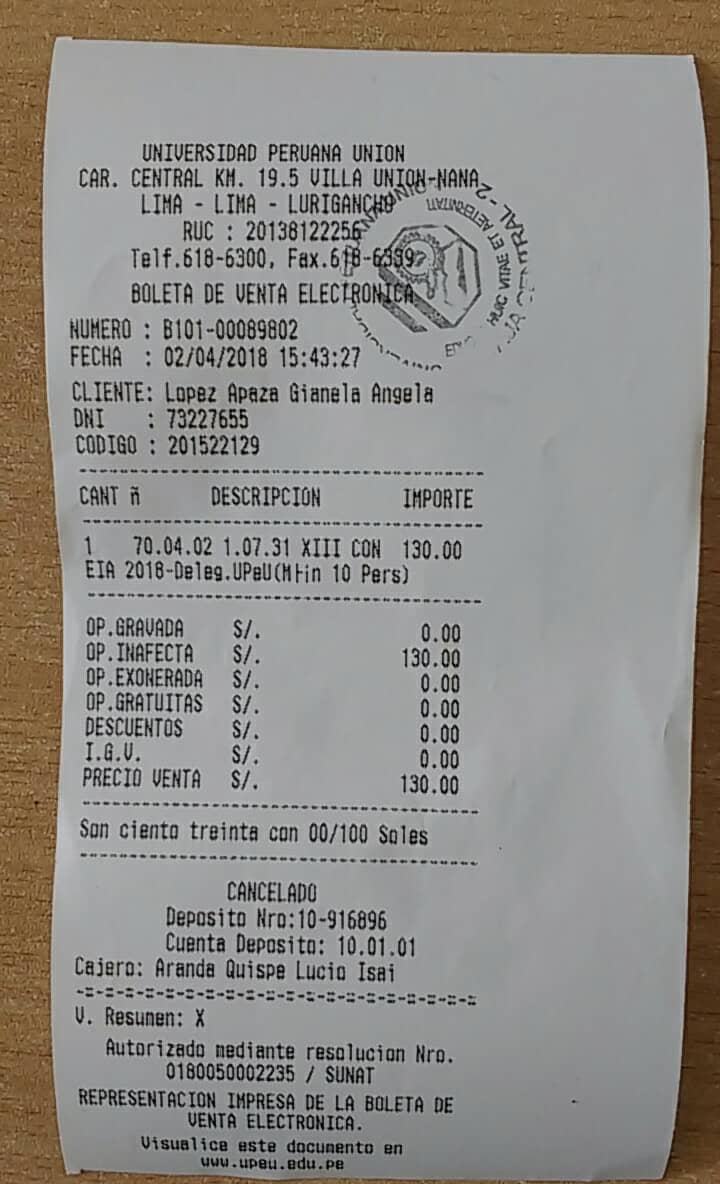 UNIVERSIDAD PERUANA UNION
CAR. CENTRAL KM. 19.5 VILLA UNION-NANA
LIMA - LIMA - LURIGANCHO
RUC : 20138122256
Telf.618-6300, Fax.618-6339
BOLETA DE VENTA ELECTRONICA
HUIC VITAE ET AETERNITATI
NUMERO : B101-00089802
FECHA : 02/04/2018 15:43:27
CLIENTE: Lopez Apaza Gianela Angela
DNI : 73227655
CODIGO : 201522129
CANT ñ DESCRIPCION IMPORTE
1 70.04.02 1.07.31 XIII CON 130.00
EIA 2018-Deleg.UPeU(Min 10 Pers)
OP.GRAVADA S/. 0.00
OP.INAFECTA S/. 130.00
OP.EXONERADA S/. 0.00
OP.GRATUITAS S/. 0.00
DESCUENTOS S/. 0.00
I.G.V. S/. 0.00
PRECIO VENTA S/. 130.00
Son ciento treinta con 00/100 Soles
CANCELADO
Deposito Nro:10-916896
Cuenta Deposito: 10.01.01
Cajero: Aranda Quispe Lucio Isai
V. Resumen: X
Autorizado mediante resolucion Nro.
0180050002235 / SUNAT
REPRESENTACION IMPRESA DE LA BOLETA DE
VENTA ELECTRONICA.
Visualice este documento en
www.upeu.edu.pe